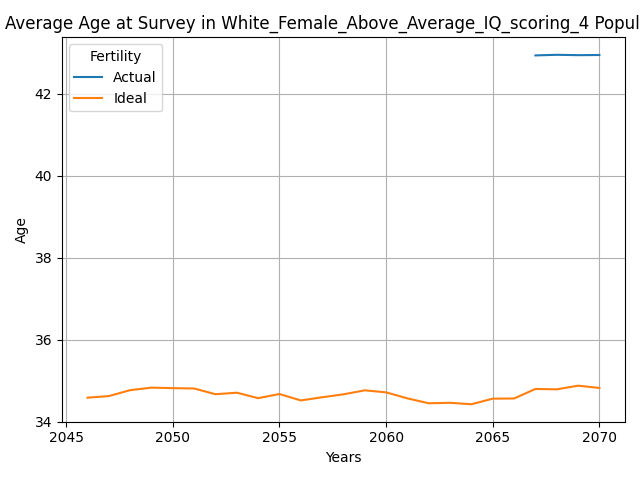 Average Age at Survey in White_Female_Above_Average_IQ_scoring_4 Popul
Fertility
Actual
Ideal
42
40
38
36
34
Age
2045 2050 2055 2060 2065 2070
Years